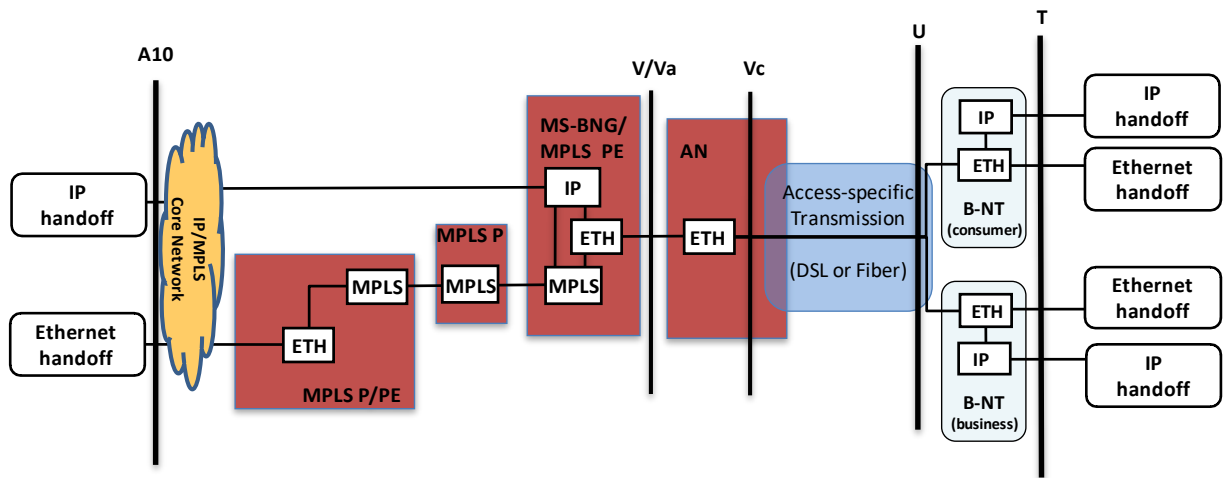 A10
V/Va
Vc
U
T
IP
handoff
Ethernet
handoff
IP/MPLS
Core Network
ETH
MPLS
MPLS P/PE
MPLS P
MPLS
MS-BNG/
MPLS PE
IP
ETH
MPLS
AN
ETH
Access-specific
Transmission
(DSL or Fiber)
IP
ETH
B-NT
(consumer)
ETH
IP
B-NT
(business)
IP
handoff
Ethernet
handoff
Ethernet
handoff
IP
handoff